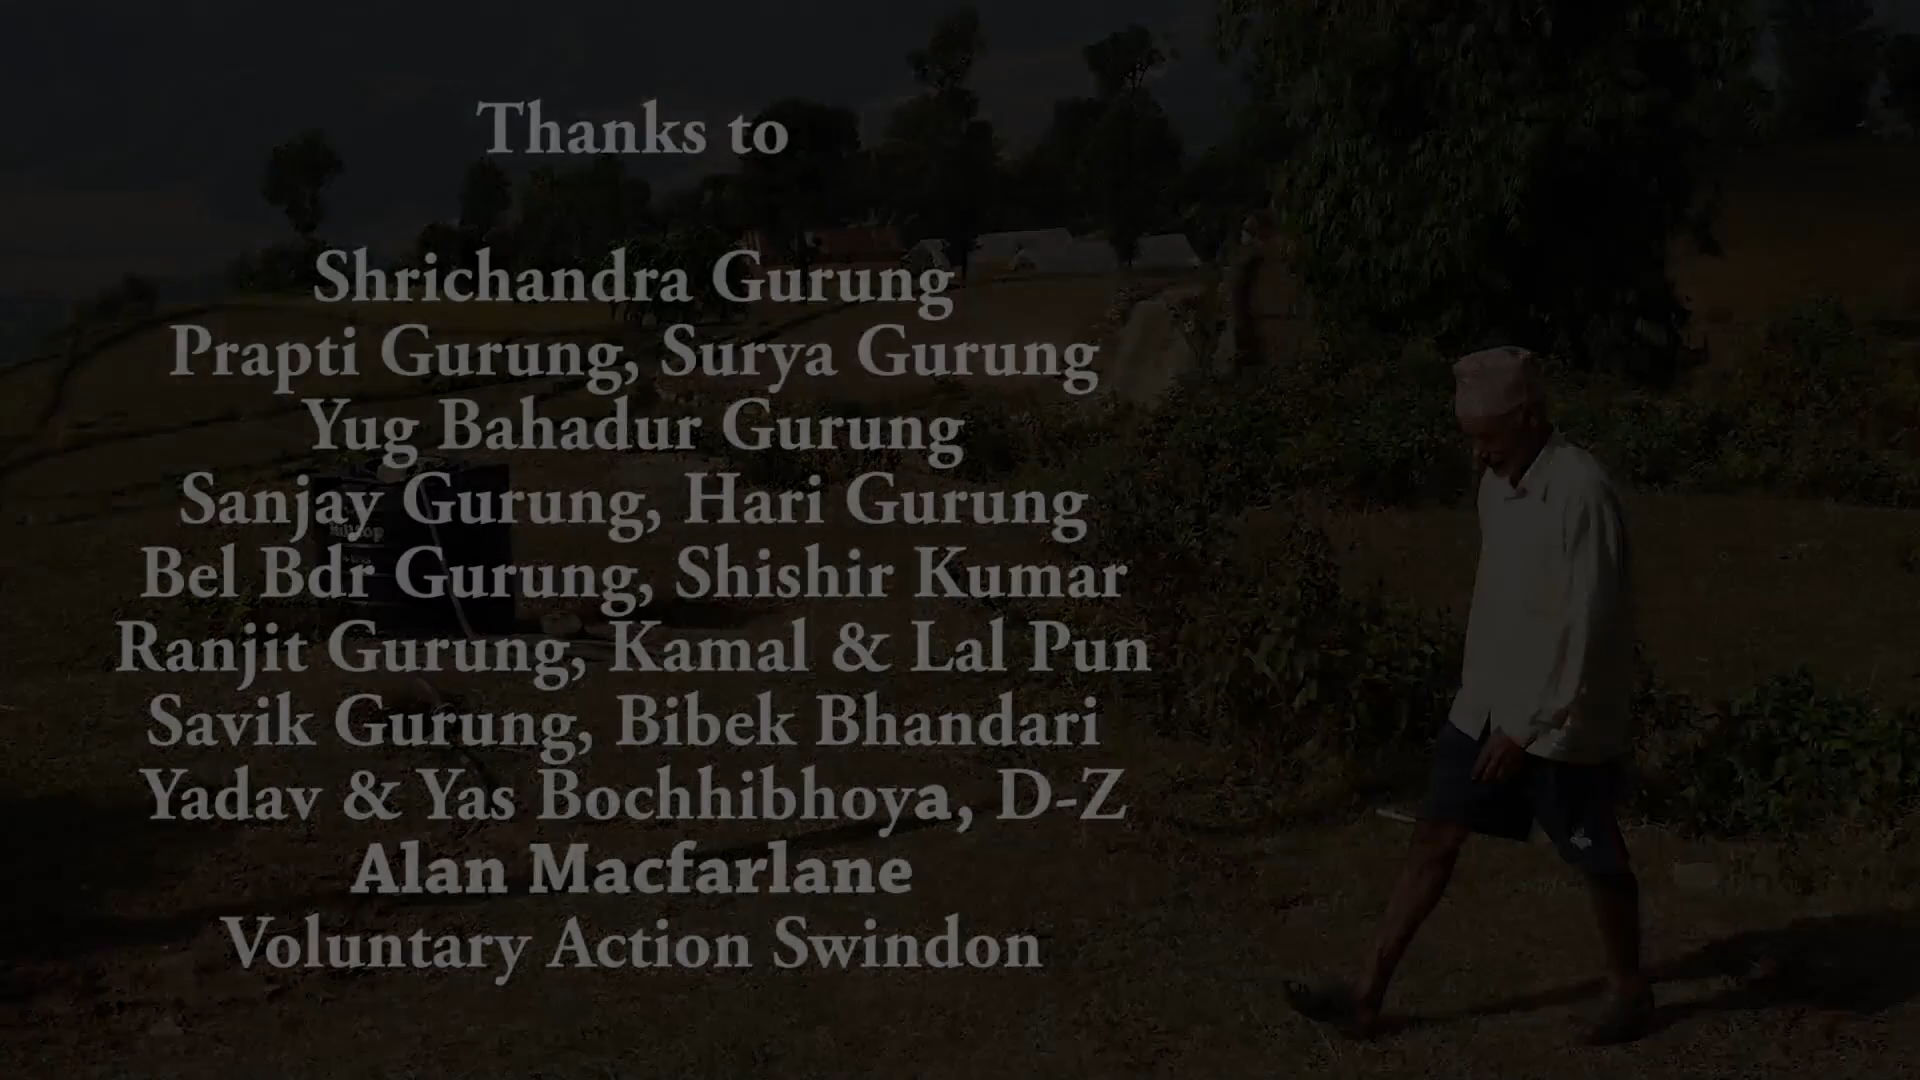 Thanks to
Shrichandra Gurung
Prapti Gurung, Surya Gurung
Yug Bahadur Gurung
Sanjay Gurung, Hari Gurung
Bel Bdr Gurung, Shishir Kumar
Ranjit Gurung, Kamal & Lal Pun
Savik Gurung, Bibek Bhandari
Yadav & Yas Bochhibhoya, D-Z
Alan Macfarlane
Voluntary Action Swindon